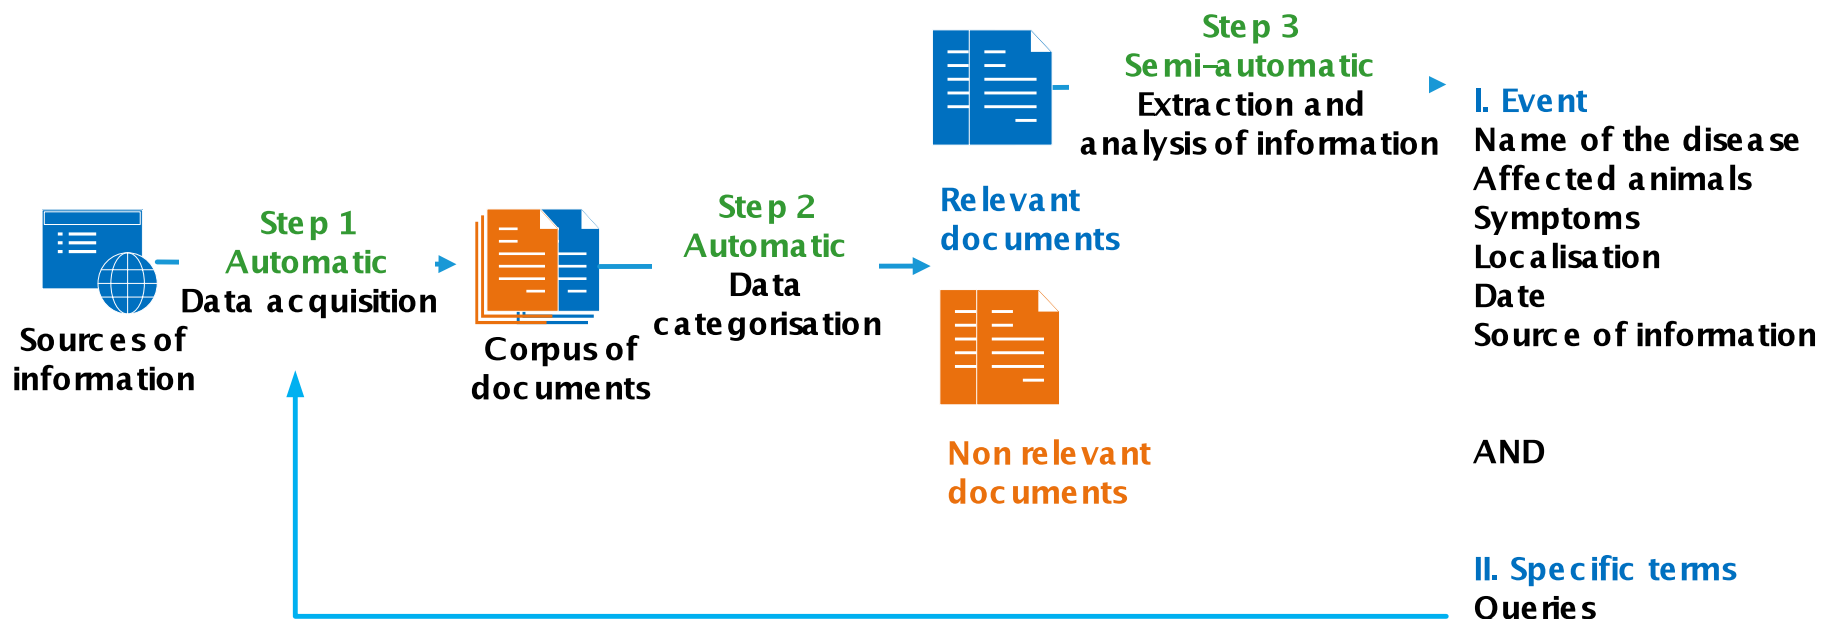 Sources of
information
Step 1
Automatic
Data acquisition
Corpus of
documents
Step 2
Automatic
Data
categorisation
Relevant
documents
Non relevant
documents
Step 3
Semi-automatic
Extraction and
analysis of information
I. Event
Name of the disease
Affected animals
Symptoms
Localisation
Date
Source of information
AND
II. Specific terms
Queries